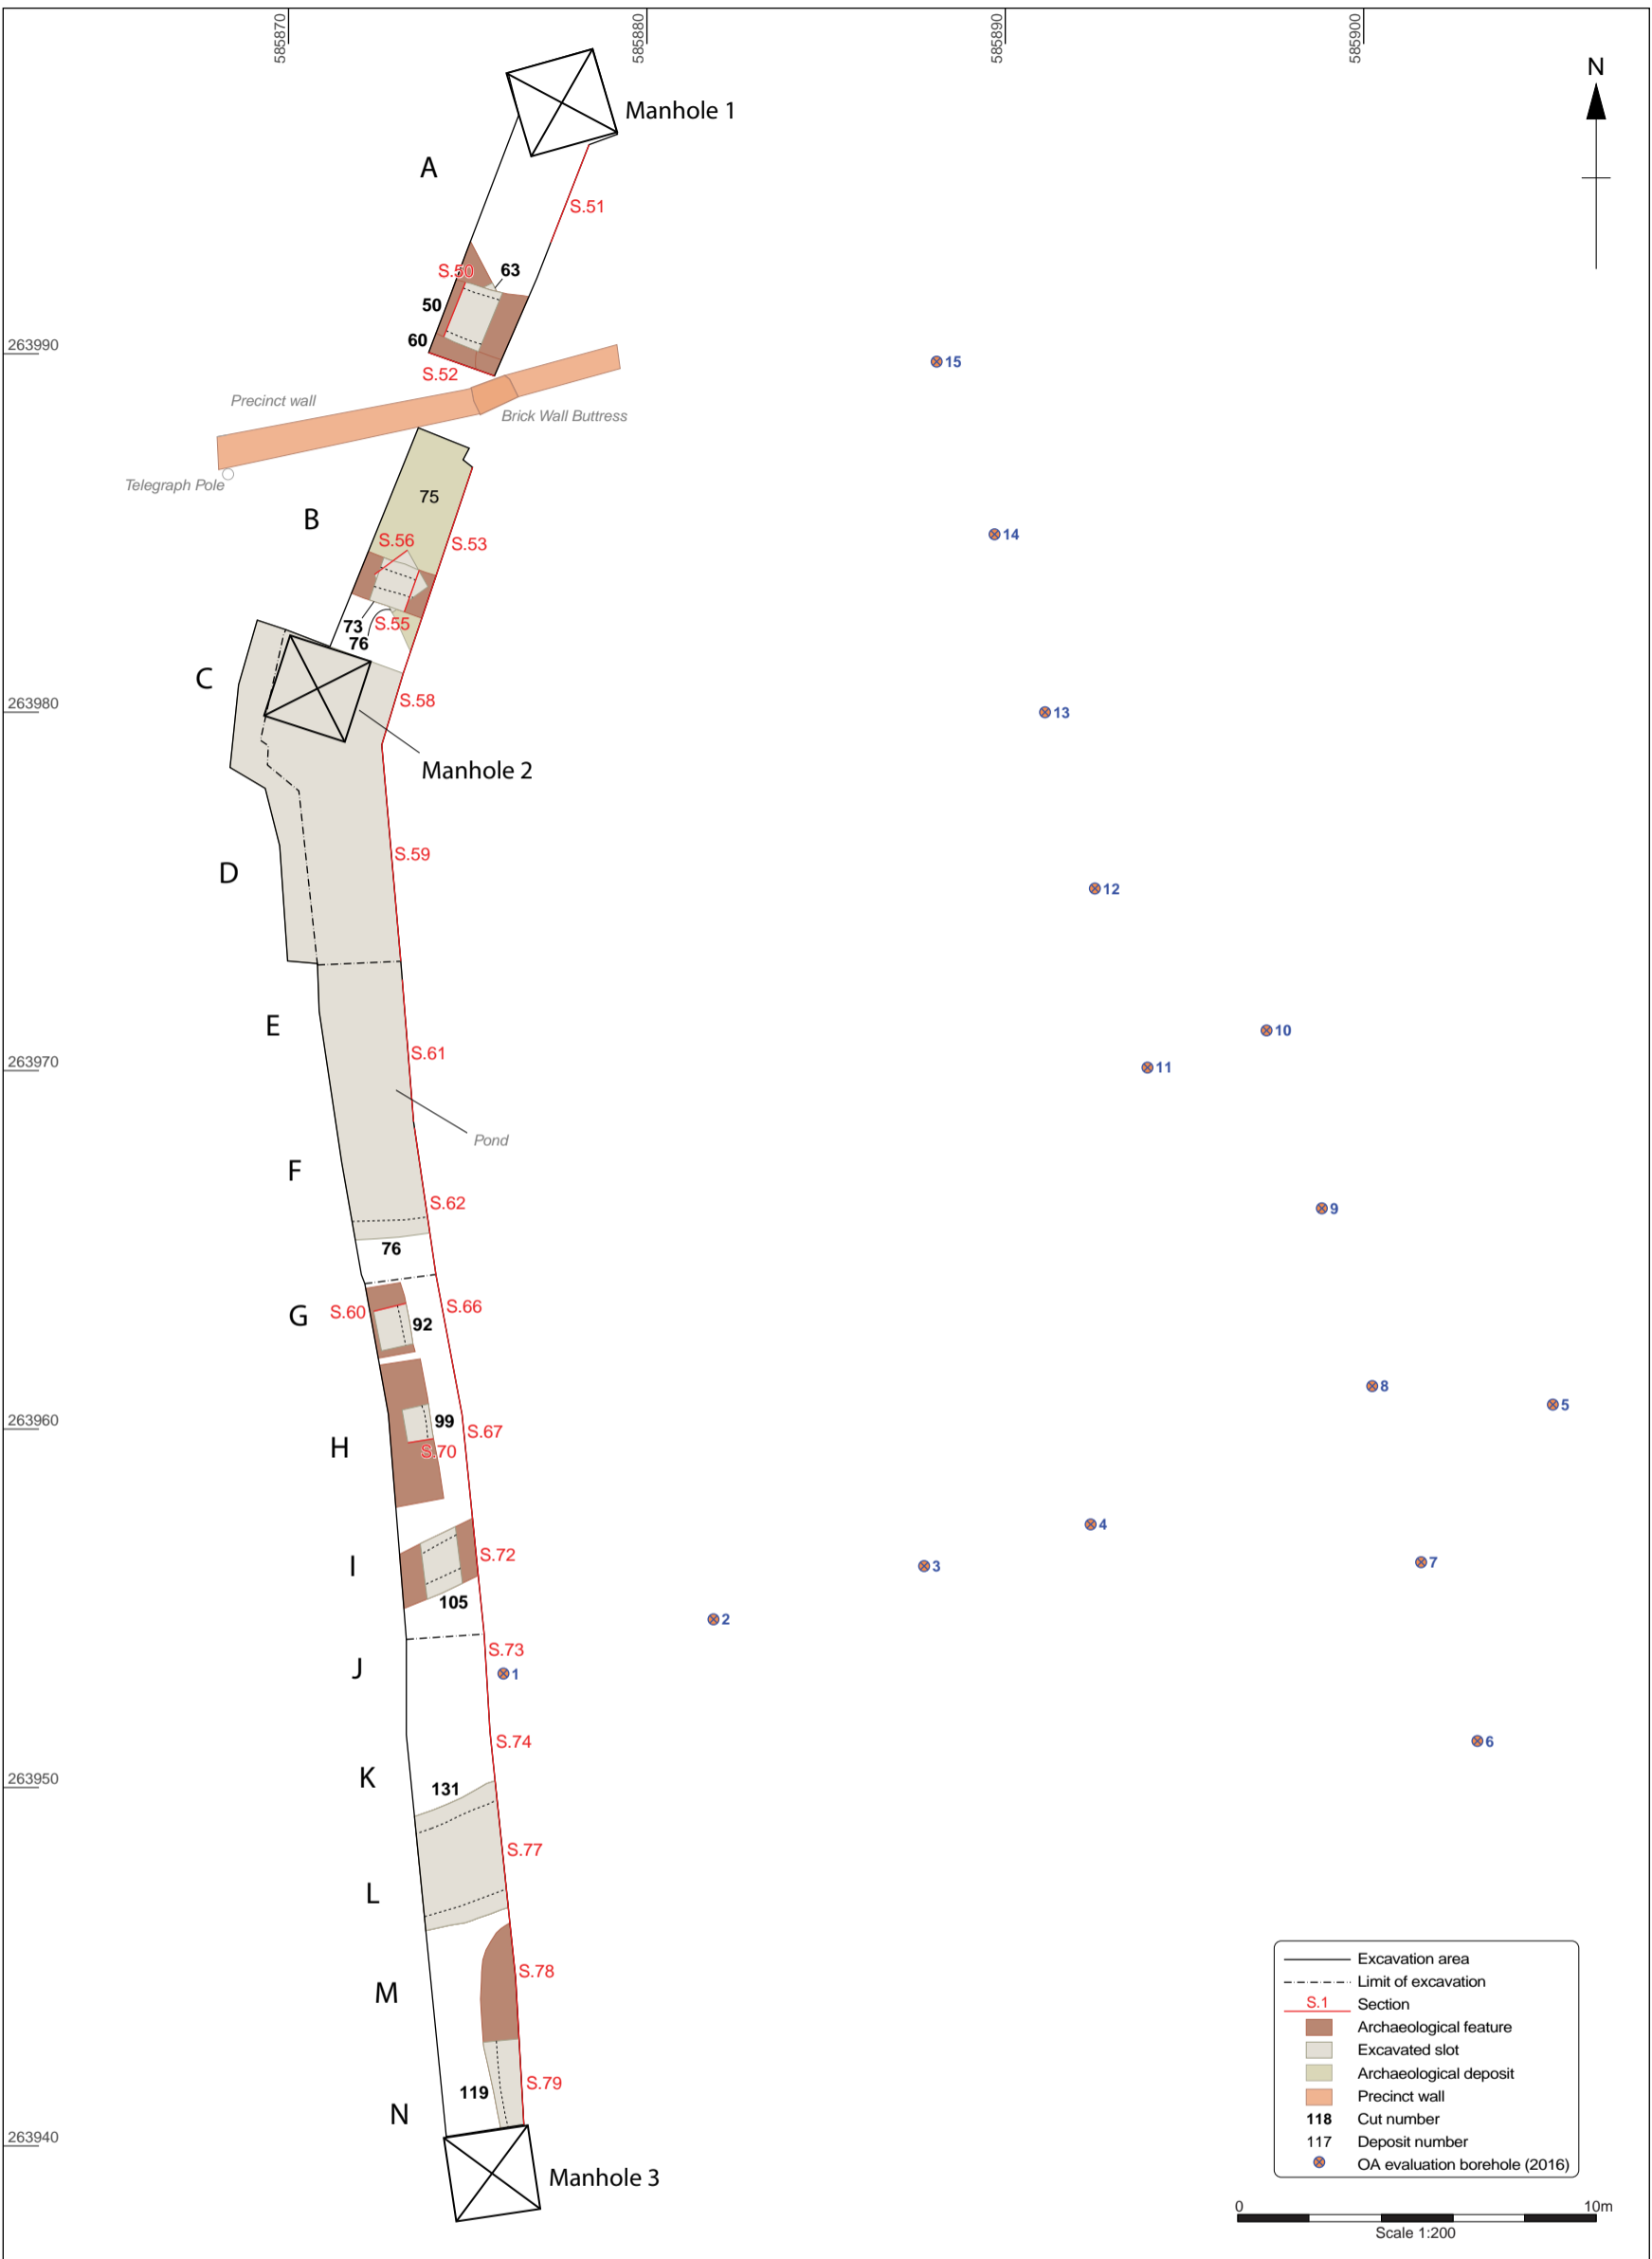 585870
585880
585890
585900
N
Manhole 1
A
S.51
S.50
63
50
60
263990
S.52
15
Precinct wall
Brick Wall Buttress
Telegraph Pole
75
B
S.56
S.53
14
73
S.55
76
C
S.58
263980
13
Manhole 2
S.59
D
12
E
10
S.61
263970
11
Pond
F
S.62
9
76
S.66
S.60
G
92
8
5
263960
99
H
S.67
S.70
4
S.72
I
3
7
105
2
S.73
J
1
S.74
6
K
263950
131
S.77
L
S.78
M
S.79
119
N
263940
Manhole 3
Excavation area
Limit of excavation
S.1 Section
Archaeological feature
Excavated slot
Archaeological deposit
Precinct wall
118 Cut number
117 Deposit number
OA evaluation borehole (2016)
0 10m
Scale 1:200